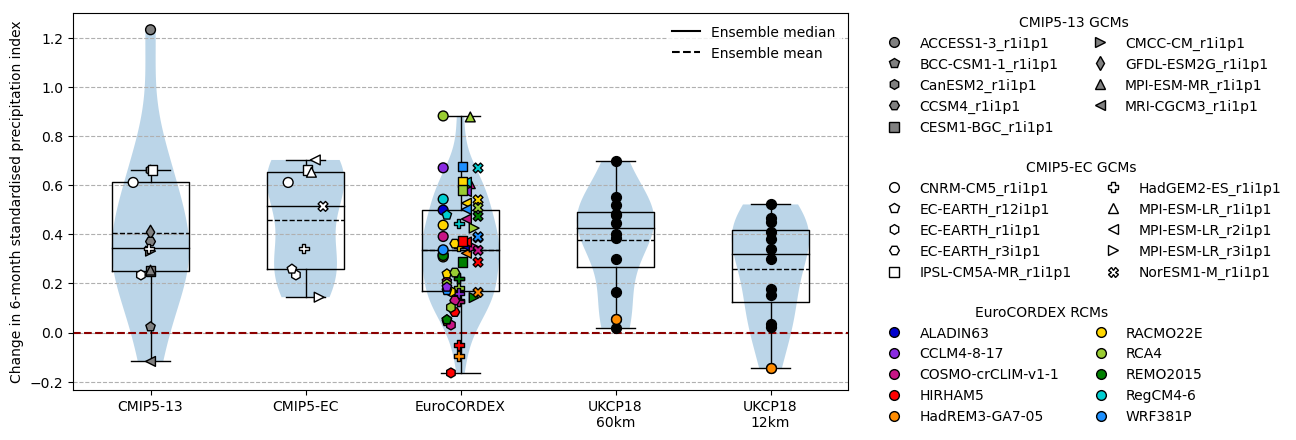 Change in 6-month standardised precipitation index
1.2
1.0
0.8
0.6
0.4
0.2
0.0
−0.2
CMIP5-13
CMIP5-EC
EuroCORDEX
UKCP18
60km
UKCP18
12km
Ensemble median
Ensemble mean
CMIP5-13 GCMs
ACCESS1-3_r1i1p1
BCC-CSM1-1_r1i1p1
CanESM2_r1i1p1
CCSM4_r1i1p1
CESM1-BGC_r1i1p1
CMCC-CM_r1i1p1
GFDL-ESM2G_r1i1p1
MPI-ESM-MR_r1i1p1
MRI-CGCM3_r1i1p1
CMIP5-EC GCMs
CNRM-CM5_r1i1p1
EC-EARTH_r12i1p1
EC-EARTH_r1i1p1
EC-EARTH_r3i1p1
IPSL-CM5A-MR_r1i1p1
HadGEM2-ES_r1i1p1
MPI-ESM-LR_r1i1p1
MPI-ESM-LR_r2i1p1
MPI-ESM-LR_r3i1p1
NorESM1-M_r1i1p1
EuroCORDEX RCMs
ALADIN63
CCLM4-8-17
COSMO-crCLIM-v1-1
HIRHAM5
HadREM3-GA7-05
RACMO22E
RCA4
REMO2015
RegCM4-6
WRF381P